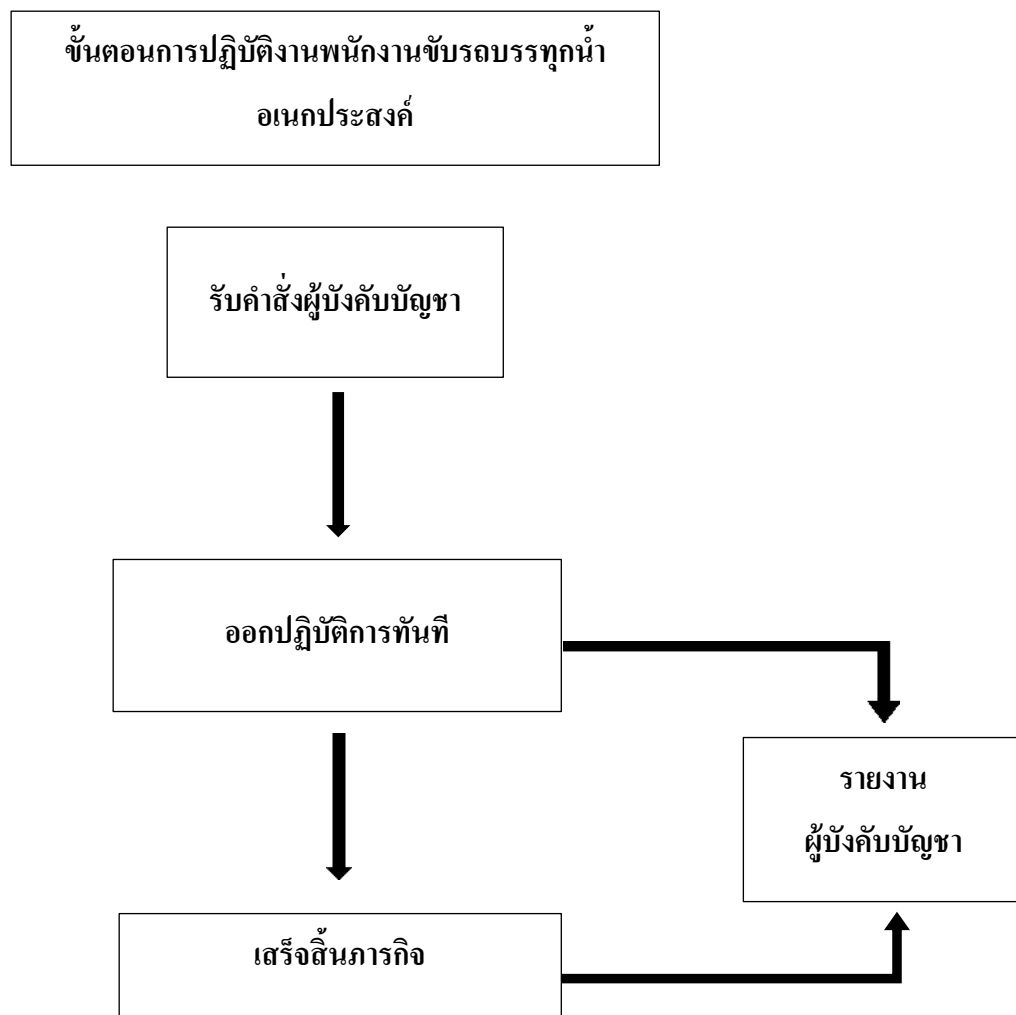 ขั้นตอนการปฏิบัติงานพนักงานขับรถบรรทุกน้ำ
อเนกประสงค์
รับคำสั่งผู้บังคับบัญชา
ออกปฏิบัติการทันที
รายงาน
ผู้บังคับบัญชา
เสร็จสิ้นภารกิจ